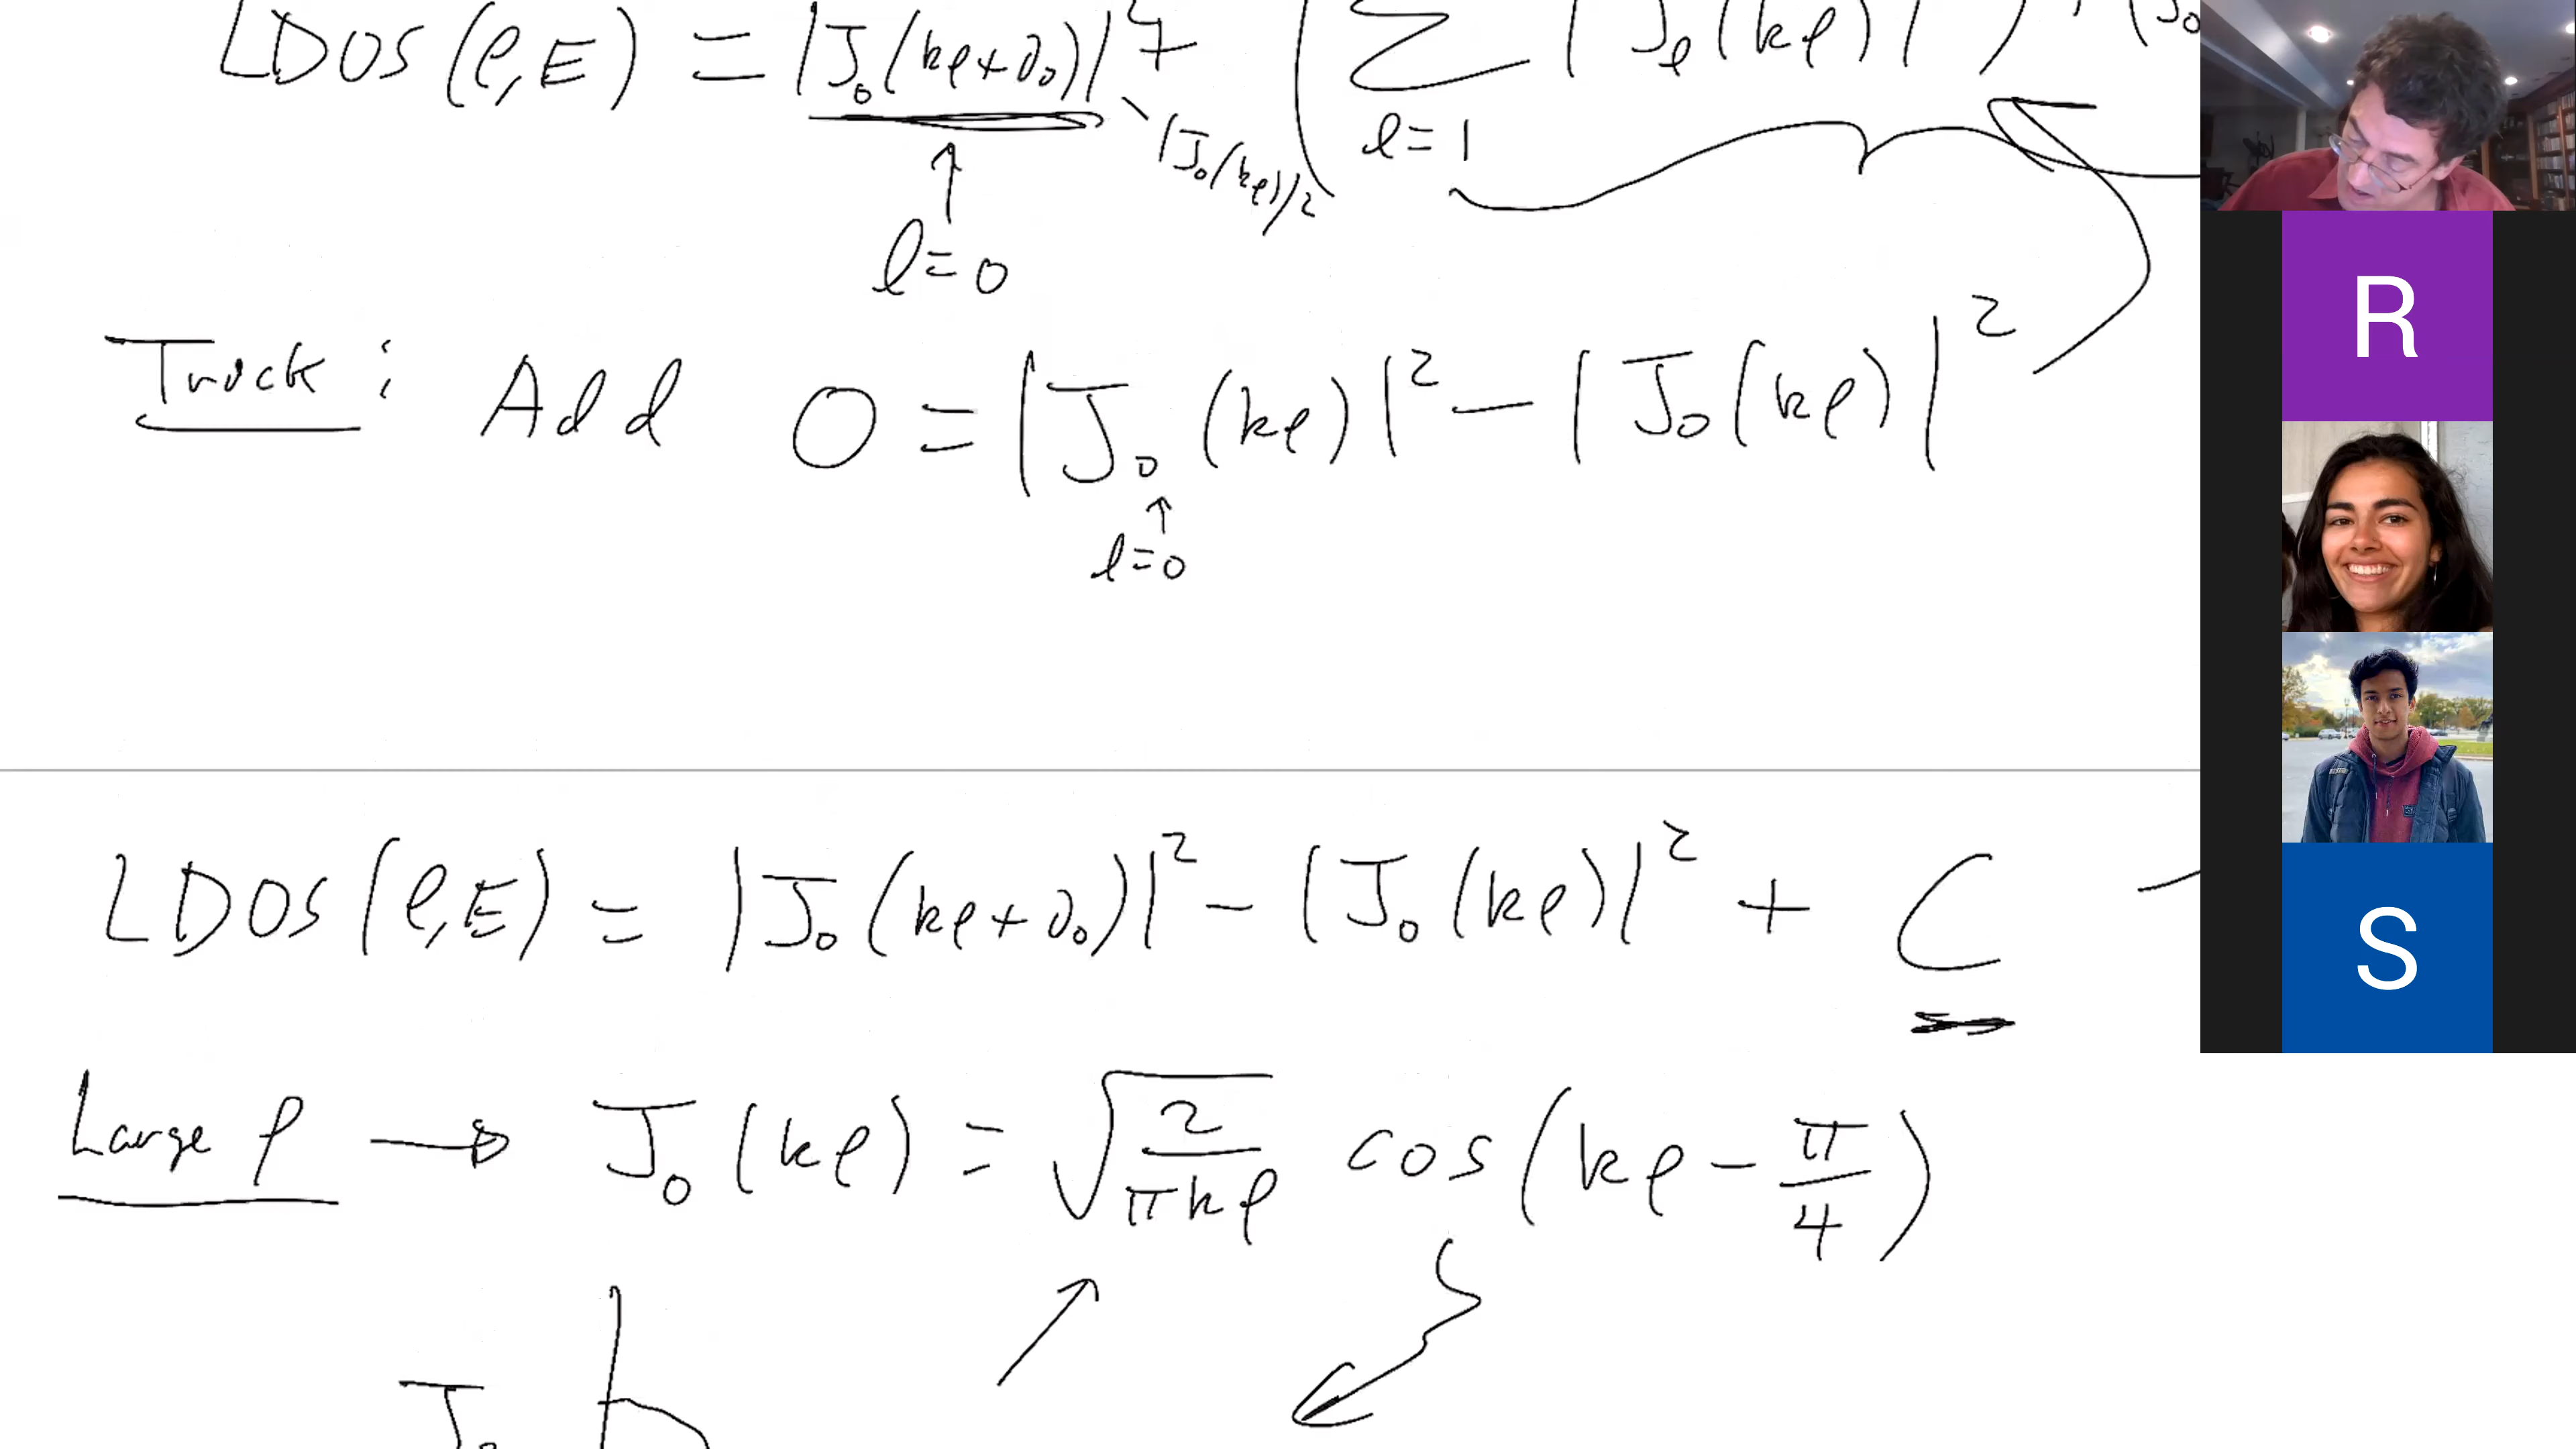 LDOS(ρ,E) = |J₀(kρ+δ₀)|² + ( Σ |J_ℓ(kρ)| ) + (J₀
- |J₀(kρ)|²
ℓ=1
ℓ=0
R
Trick: Add 0 = |J₀(kρ)|² - |J₀(kρ)|²
ℓ=0
LDOS(ρ,E) = |J₀(kρ+δ₀)|² - |J₀(kρ)|² + C -
S
Large ρ → J₀(kρ) = √(2/πkρ) cos(kρ - π/4)
J₀